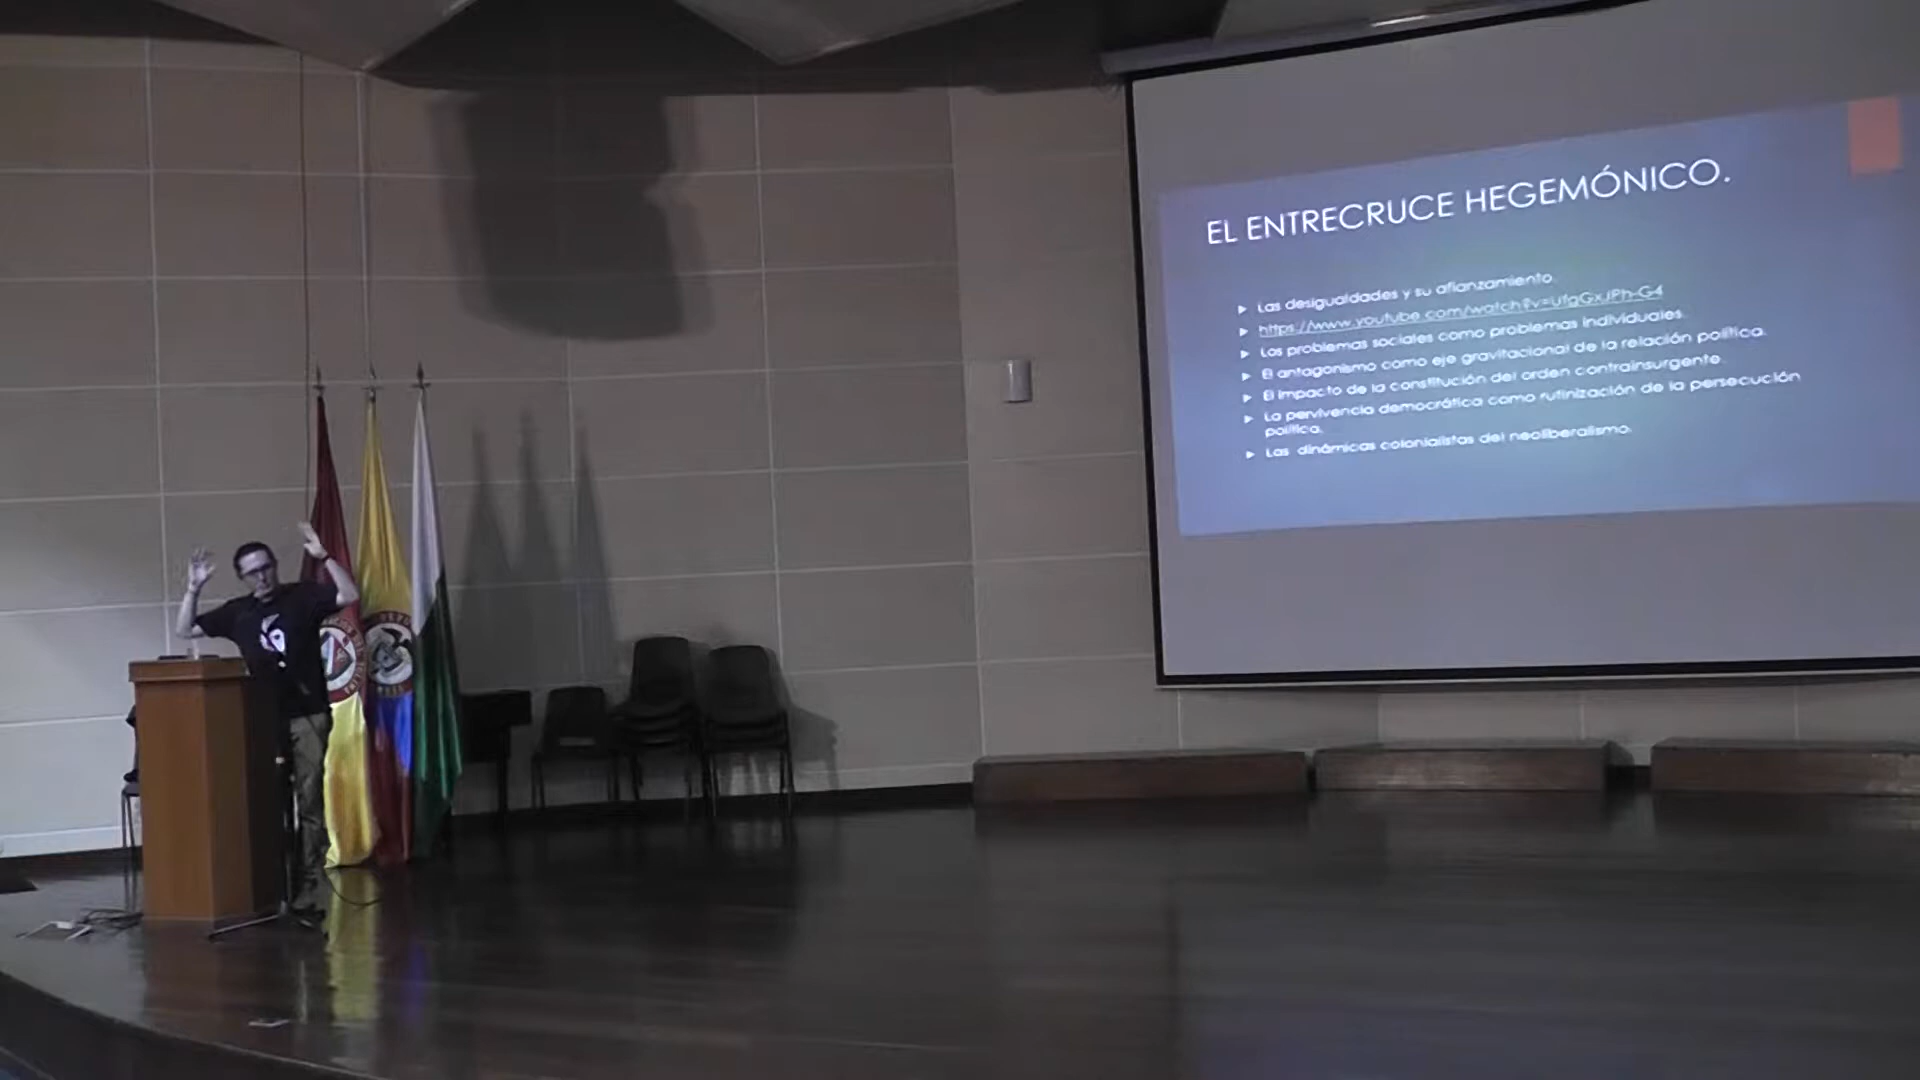 EL ENTRECRUCE HEGEMÓNICO.
Las desigualdades y su afianzamiento.
https://www.youtube.com/watch?v=UfgGxJPh-G4
Los problemas sociales como problemas individuales.
El antagonismo como eje gravitacional de la relación política.
El impacto de la constitución del orden contrainsurgente.
La pervivencia democrática como rutinización de la persecución
política.
Las dinámicas colonialistas del neoliberalismo.